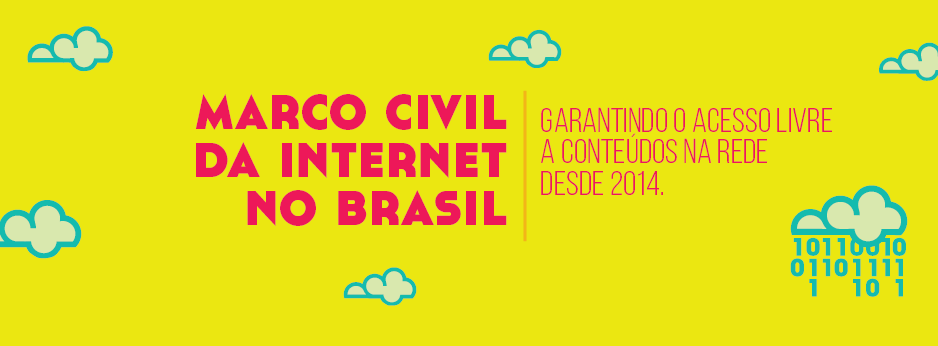 MARCO CIVIL
DA INTERNET
NO BRASIL
GARANTINDO O ACESSO LIVRE
A CONTEÚDOS NA REDE
DESDE 2014.
10110010
01101111
1 10 1